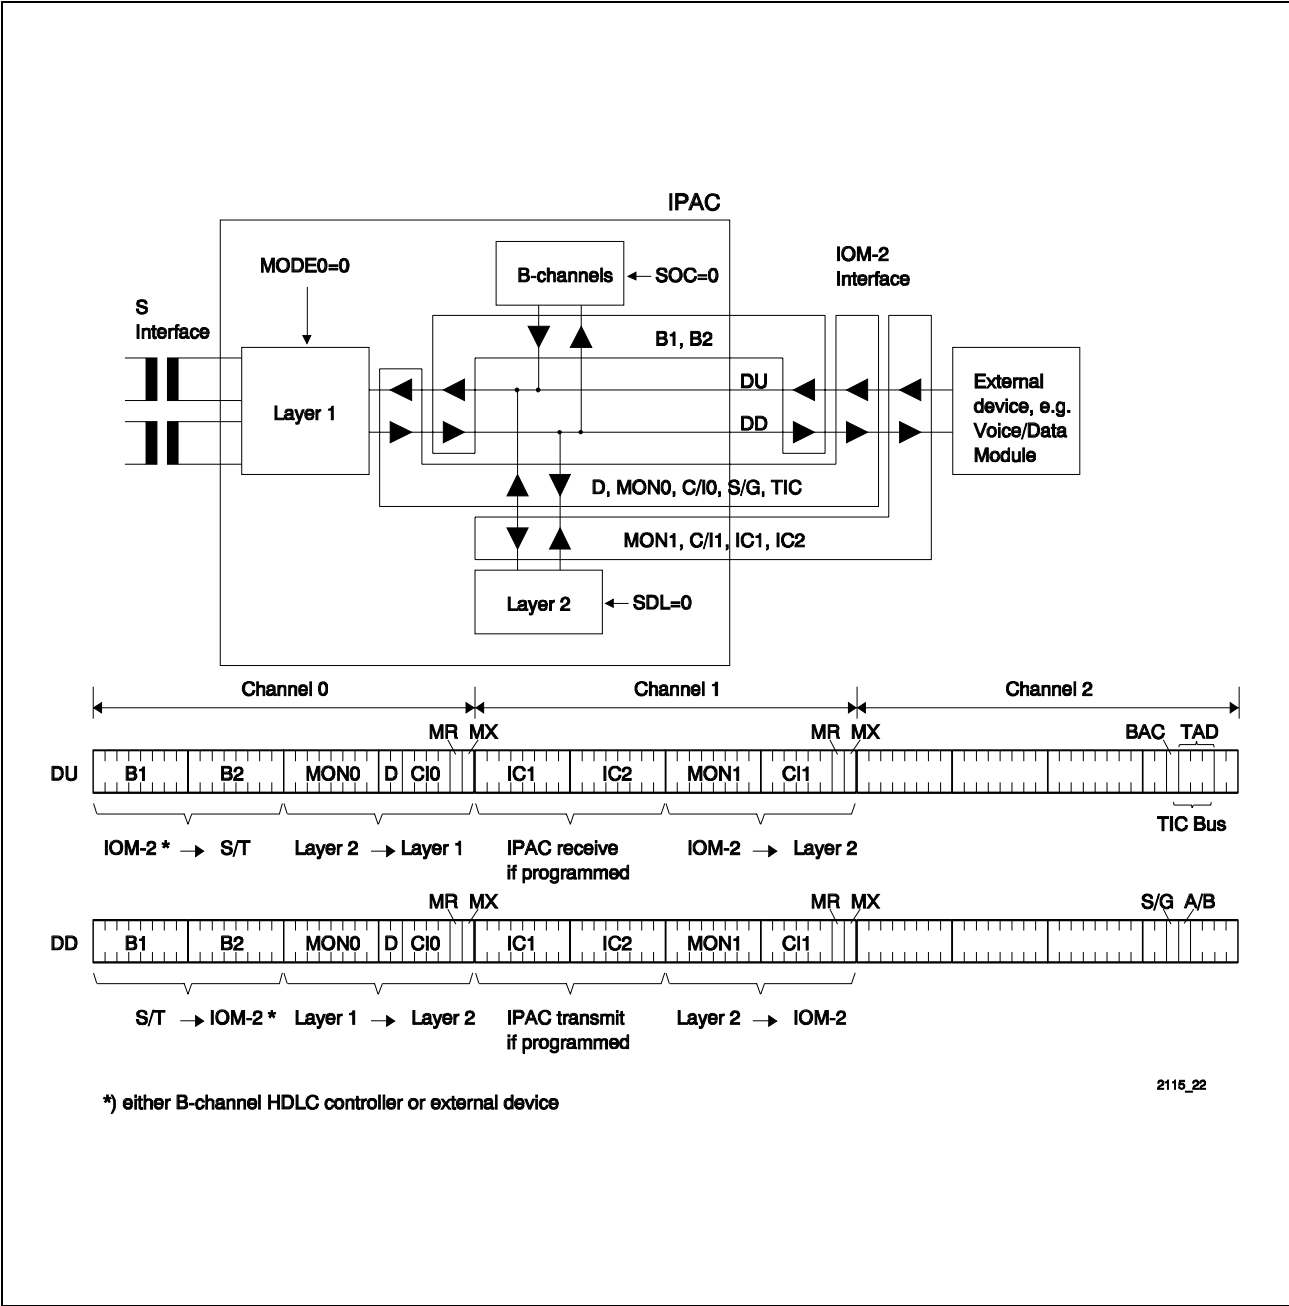 IPAC
MODE0=0
B-channels
SOC=0
IOM-2
Interface
S
Interface
B1, B2
Layer 1
DU
DD
External
device, e.g.
Voice/Data
Module
D, MON0, C/I0, S/G, TIC
MON1, C/I1, IC1, IC2
Layer 2
SDL=0
Channel 0 Channel 1 Channel 2
MR MX MR MX BAC TAD
DU B1 B2 MON0 D CI0 IC1 IC2 MON1 CI1
TIC Bus
IOM-2 * → S/T Layer 2 → Layer 1 IPAC receive IOM-2 → Layer 2
if programmed
MR MX MR MX S/G A/B
DD B1 B2 MON0 D CI0 IC1 IC2 MON1 CI1
S/T → IOM-2 * Layer 1 → Layer 2 IPAC transmit Layer 2 → IOM-2
if programmed
2115_22
*) either B-channel HDLC controller or external device